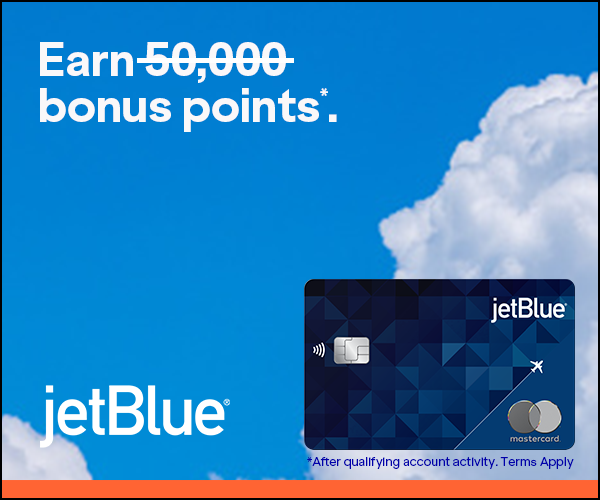 Earn 50,000
bonus points*.
jetBlue®
mastercard
jetBlue®
*After qualifying account activity. Terms Apply